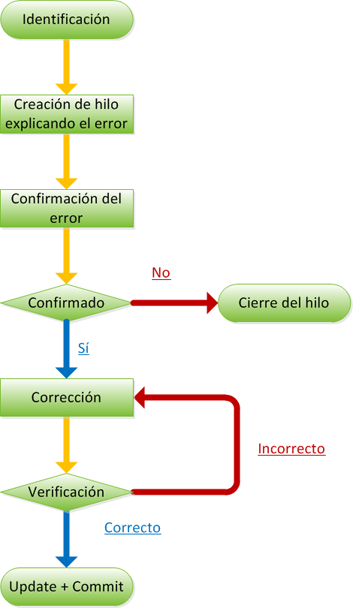 Identificación
Creación de hilo
explicando el error
Confirmación del
error
No
Confirmado
Cierre del hilo
Sí
Corrección
Incorrecto
Verificación
Correcto
Update + Commit